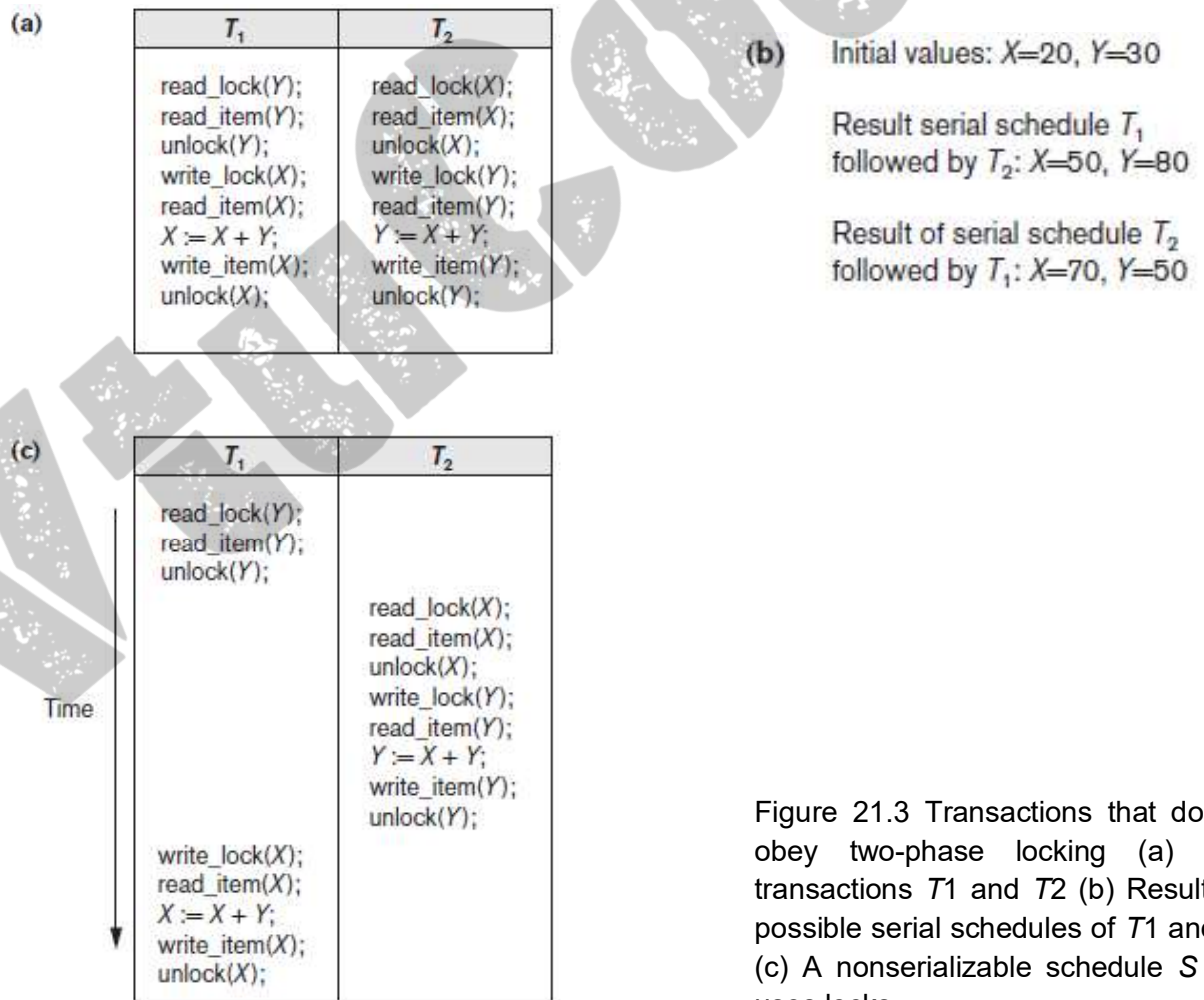 (a)
T1 T2
read_lock(Y); read_lock(X);
read_item(Y); read_item(X);
unlock(Y); unlock(X);
write_lock(X); write_lock(Y);
read_item(X); read_item(Y);
X := X + Y; Y := X + Y;
write_item(X); write_item(Y);
unlock(X); unlock(Y);
(b) Initial values: X=20, Y=30
Result serial schedule T1
followed by T2: X=50, Y=80
Result of serial schedule T2
followed by T1: X=70, Y=50
(c)
T1 T2
Time
read_lock(Y);
read_item(Y);
unlock(Y);
read_lock(X);
read_item(X);
unlock(X);
write_lock(Y);
read_item(Y);
Y := X + Y;
write_item(Y);
unlock(Y);
write_lock(X);
read_item(X);
X := X + Y;
write_item(X);
unlock(X);
Figure 21.3 Transactions that do
obey two-phase locking (a)
transactions T1 and T2 (b) Result
possible serial schedules of T1 and
(c) A nonserializable schedule S